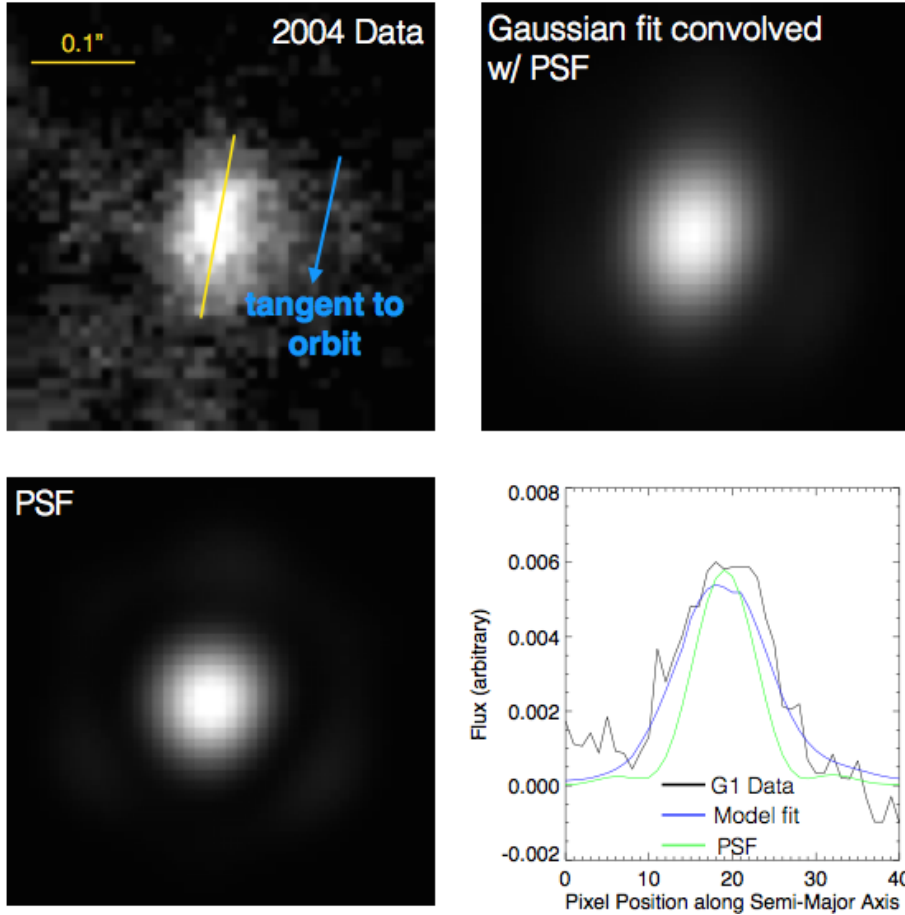 2004 Data
0.1"
tangent to
orbit
Gaussian fit convolved
w/ PSF
PSF
0.008
0.006
0.004
0.002
0.000
-0.002
Flux (arbitrary)
G1 Data
Model fit
PSF
0 10 20 30 40
Pixel Position along Semi-Major Axis